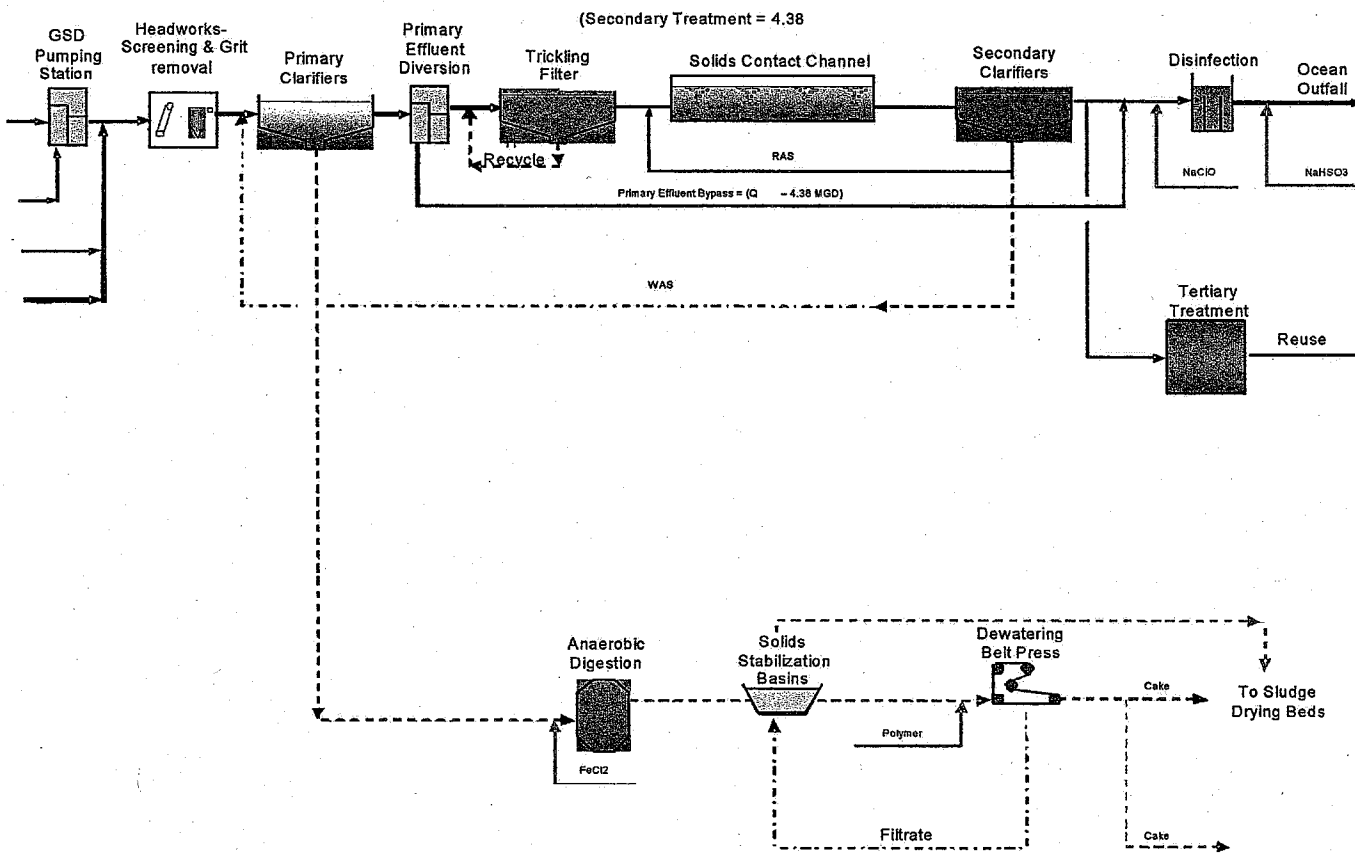 (Secondary Treatment = 4.38
GSD
Pumping
Station
Headworks-
Screening & Grit
removal
Primary
Clarifiers
Primary
Effluent
Diversion
Trickling
Filter
Solids Contact Channel
Secondary
Clarifiers
Disinfection
Ocean
Outfall
Recycle
RAS
Primary Effluent Bypass = (Q – 4.38 MGD)
NaClO
NaHSO3
WAS
Tertiary
Treatment
Reuse
Anaerobic
Digestion
Solids
Stabilization
Basins
Dewatering
Belt Press
Cake
To Sludge
Drying Beds
Polymer
FeCl2
Filtrate
Cake